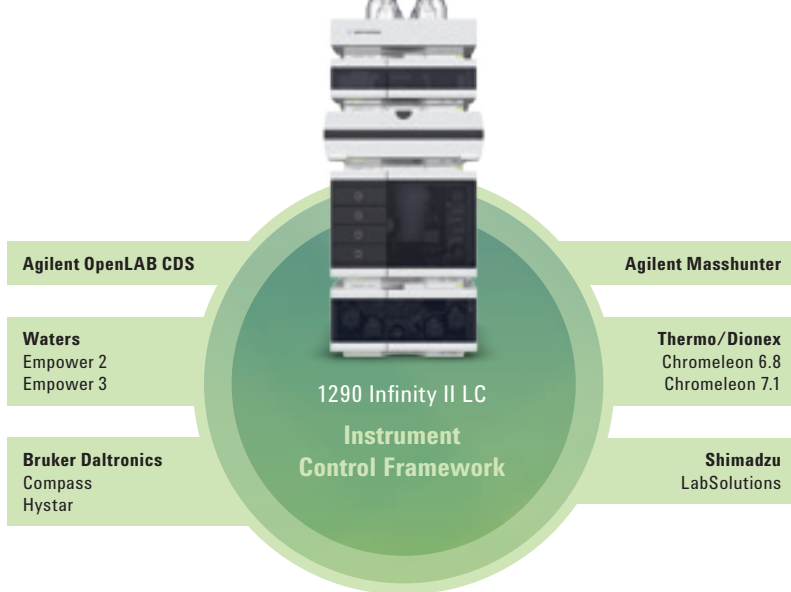 Agilent OpenLAB CDS
Waters
Empower 2
Empower 3
Bruker Daltronics
Compass
Hystar
1290 Infinity II LC
Instrument
Control Framework
Agilent Masshunter
Thermo/Dionex
Chromeleon 6.8
Chromeleon 7.1
Shimadzu
LabSolutions